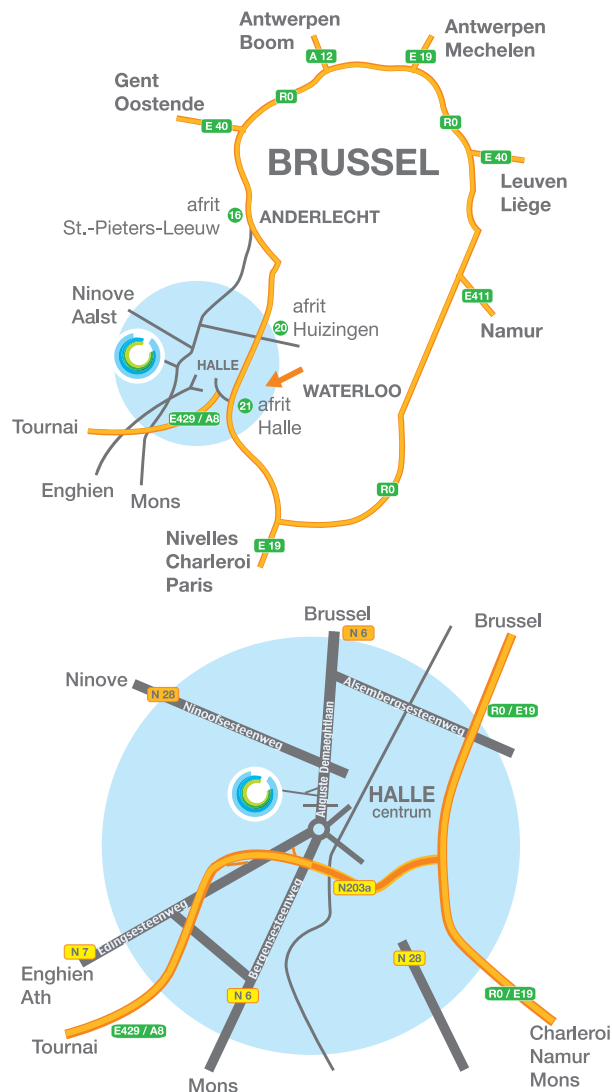 Antwerpen
Boom
Antwerpen
Mechelen
A 12
E 19
Gent
Oostende
R0
R0
E 40
E 40
BRUSSEL
Leuven
Liège
afrit
St.-Pieters-Leeuw
16
ANDERLECHT
E411
Ninove
Aalst
20
afrit
Huizingen
Namur
HALLE
WATERLOO
21
afrit
Halle
E429 / A8
Tournai
Enghien
Mons
R0
Nivelles
Charleroi
Paris
E 19
Brussel
N 6
Brussel
Ninove
N 28
Ninoofsesteenweg
Alsembergsesteenweg
R0 / E19
Auguste Demaeghtlaan
HALLE
centrum
N203a
Edingsesteenweg
Bergensesteenweg
N 7
N 28
Enghien
Ath
N 6
R0 / E19
E429 / A8
Tournai
Charleroi
Namur
Mons
Mons